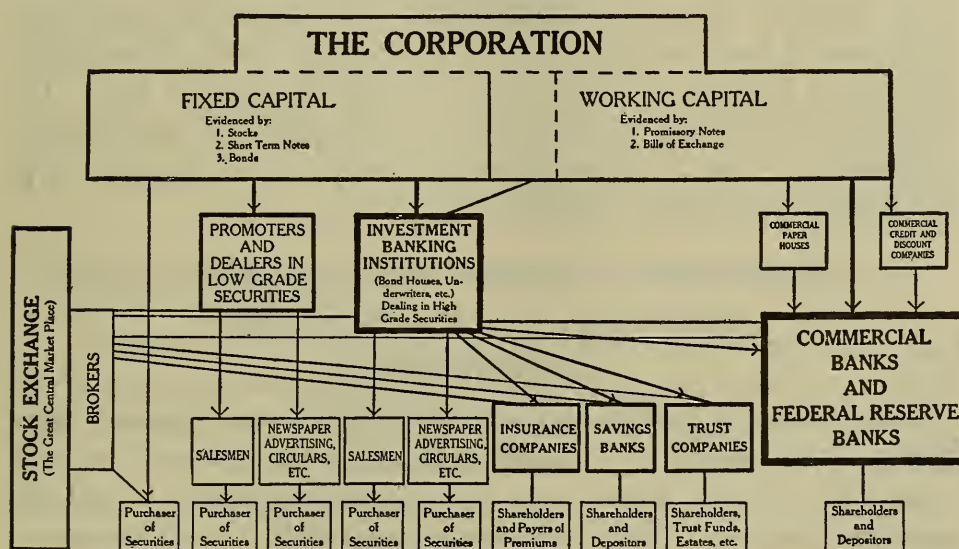 THE CORPORATION
FIXED CAPITAL
Evidenced by:
1. Stocks
2. Short Term Notes
3. Bonds
WORKING CAPITAL
Evidenced by:
1. Promissory Notes
2. Bills of Exchange
STOCK EXCHANGE
(The Great Central Market Place)
BROKERS
PROMOTERS
AND
DEALERS IN
LOW GRADE
SECURITIES
INVESTMENT
BANKING
INSTITUTIONS
(Bond Houses, Un-
derwriters, etc.)
Dealing in High
Grade Securities
COMMERCIAL
PAPER
HOUSES
COMMERCIAL
CREDIT AND
DISCOUNT
COMPANIES
COMMERCIAL
BANKS
AND
FEDERAL RESERVE
BANKS
SALESMEN
NEWSPAPER
ADVERTISING,
CIRCULARS,
ETC.
SALESMEN
NEWSPAPER
ADVERTISING,
CIRCULARS,
ETC.
INSURANCE
COMPANIES
SAVINGS
BANKS
TRUST
COMPANIES
Purchaser
of
Securities
Purchaser
of
Securities
Purchaser
of
Securities
Purchaser
of
Securities
Purchaser
of
Securities
Shareholders
and Payers of
Premiums
Shareholders
and
Depositors
Shareholders,
Trust Funds,
Estates, etc.
Shareholders
and
Depositors